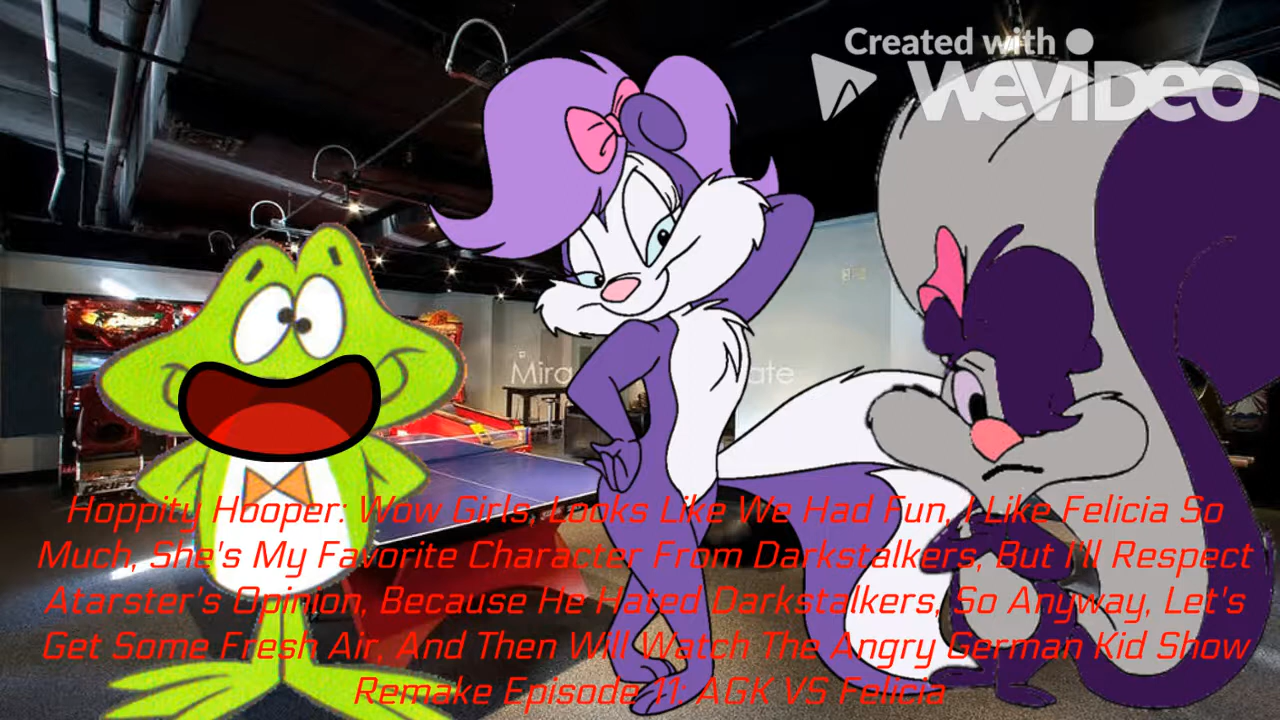 Created with
WEVIDEO
Mira
ate
Hoppity Hooper: Wow Girls, Looks Like We Had Fun, I Like Felicia So
Much, She's My Favorite Character From Darkstalkers, But I'll Respect
Atarster's Opinion, Because He Hated Darkstalkers, So Anyway, Let's
Get Some Fresh Air, And Then Will Watch The Angry German Kid Show
Remake Episode 11: AGK VS Felicia